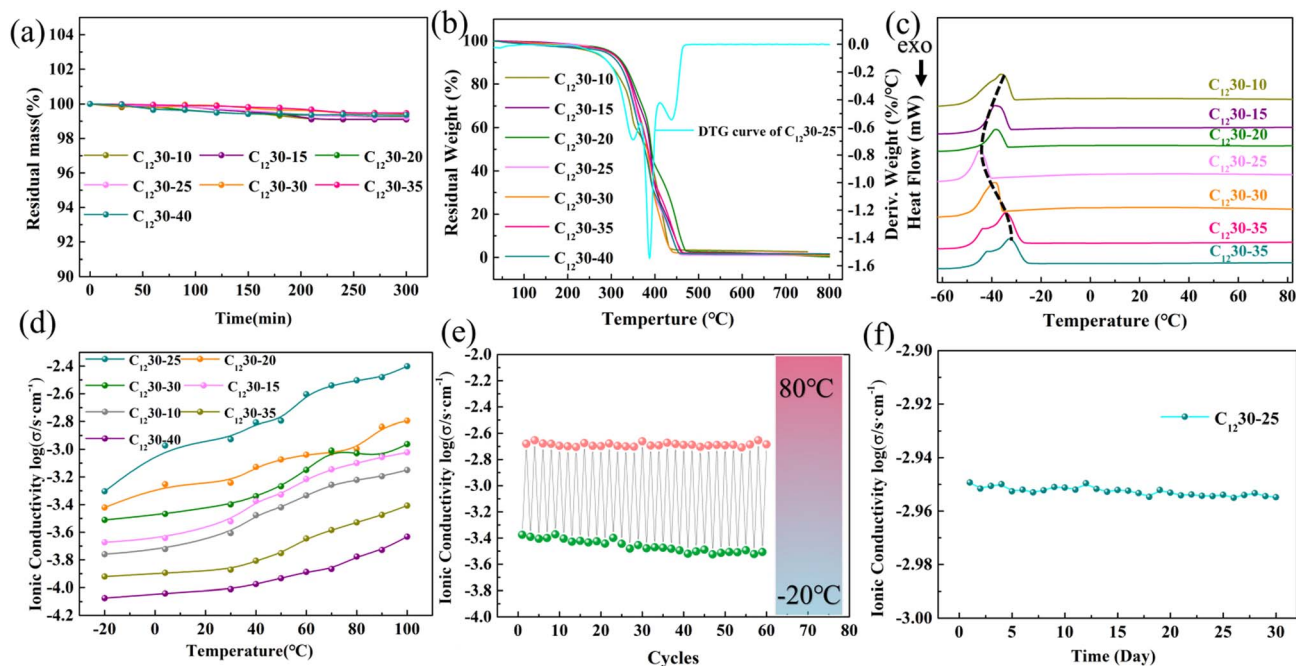 (a)
104
102
100
98
96
94
92
90
Residual mass(%)
C₁₂30-10
C₁₂30-15
C₁₂30-20
C₁₂30-25
C₁₂30-30
C₁₂30-35
C₁₂30-40
0 50 100 150 200 250 300
Time(min)
(b)
100
80
60
40
20
0
Residual Weight (%)
C₁₂30-10
C₁₂30-15
C₁₂30-20
C₁₂30-25
C₁₂30-30
C₁₂30-35
C₁₂30-40
DTG curve of C₁₂30-25
0.0
-0.2
-0.4
-0.6
-0.8
-1.0
-1.2
-1.4
-1.6
Deriv. Weight (%/°C)
200 400 600 800
Temperture (°C)
(c)
exo
Heat Flow (mW)
C₁₂30-10
C₁₂30-15
C₁₂30-20
C₁₂30-25
C₁₂30-30
C₁₂30-35
C₁₂30-35
-60 -40 -20 0 20 40 60 80
Temperature (°C)
(d)
-2.4
-2.6
-2.8
-3.0
-3.2
-3.4
-3.6
-3.8
-4.0
-4.2
Ionic Conductivity log(σ/s·cm⁻¹)
C₁₂30-25
C₁₂30-20
C₁₂30-30
C₁₂30-15
C₁₂30-10
C₁₂30-35
C₁₂30-40
-20 0 20 40 60 80 100
Temperature(°C)
(e)
-2.0
-2.2
-2.4
-2.6
-2.8
-3.0
-3.2
-3.4
-3.6
-3.8
-4.0
Ionic Conductivity log(σ/s·cm⁻¹)
80°C
-20°C
0 10 20 30 40 50 60 70 80
Cycles
(f)
-2.90
-2.92
-2.94
-2.96
-2.98
-3.00
Ionic Conductivity log(σ/s·cm⁻¹)
C₁₂30-25
0 5 10 15 20 25 30
Time (Day)